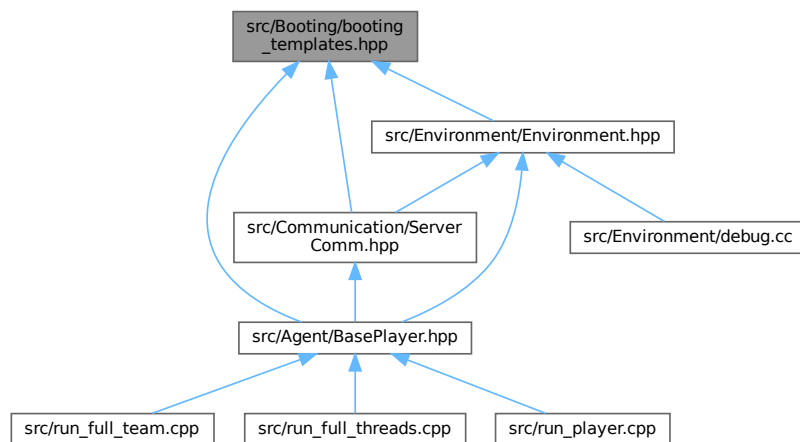 src/Booting/booting
_templates.hpp
src/Environment/Environment.hpp
src/Communication/Server
Comm.hpp
src/Environment/debug.cc
src/Agent/BasePlayer.hpp
src/run_full_team.cpp
src/run_full_threads.cpp
src/run_player.cpp